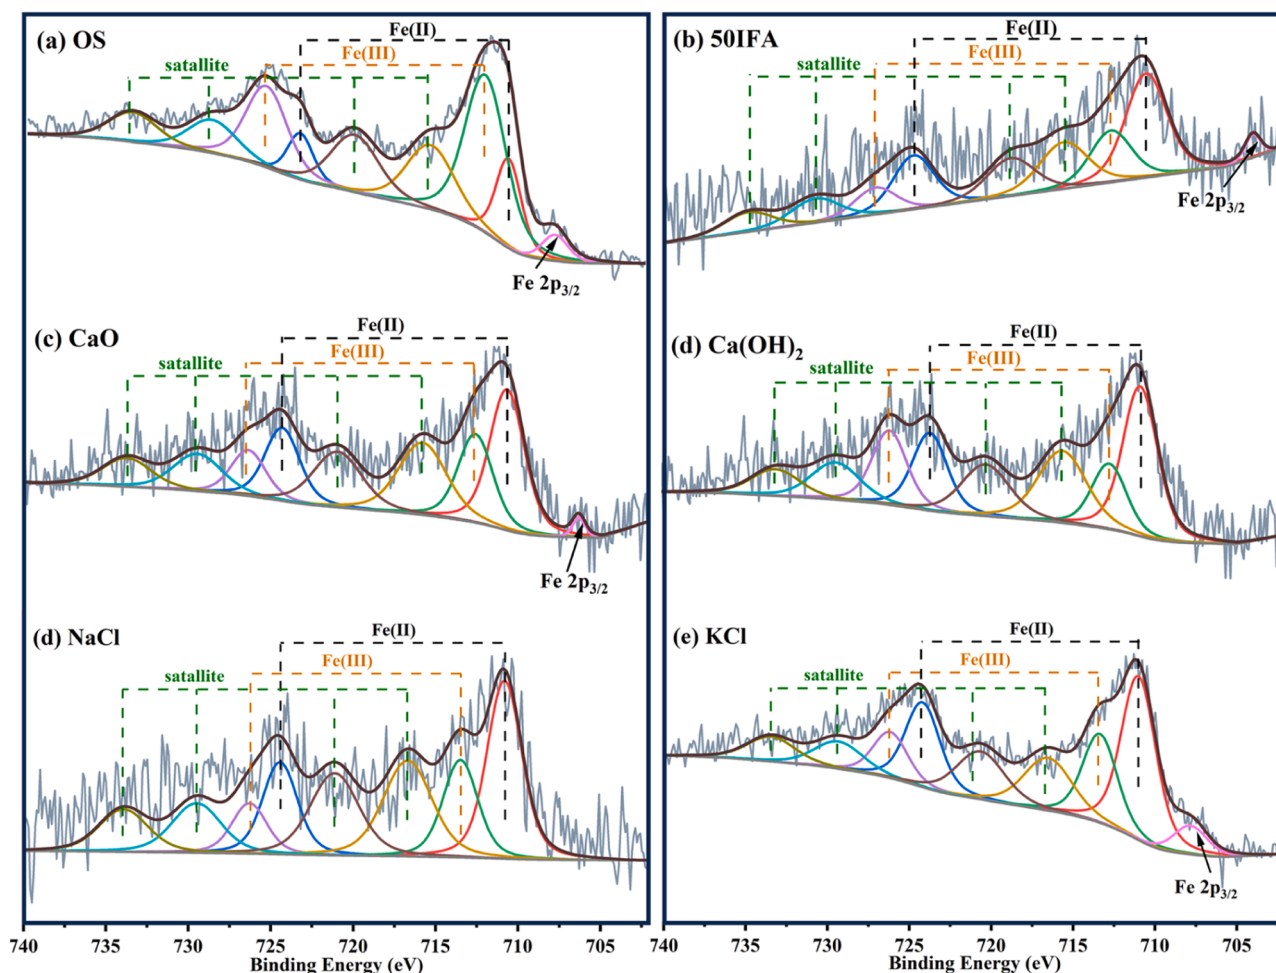 (a) OS
Fe(II)
Fe(III)
satallite
Fe 2p3/2
(b) 50IFA
Fe(II)
Fe(III)
satallite
Fe 2p3/2
(c) CaO
Fe(II)
Fe(III)
satallite
Fe 2p3/2
(d) Ca(OH)2
Fe(II)
Fe(III)
satallite
(d) NaCl
Fe(II)
Fe(III)
satallite
(e) KCl
Fe(II)
Fe(III)
satallite
Fe 2p3/2
740 735 730 725 720 715 710 705
Binding Energy (eV)
740 735 730 725 720 715 710 705
Binding Energy (eV)